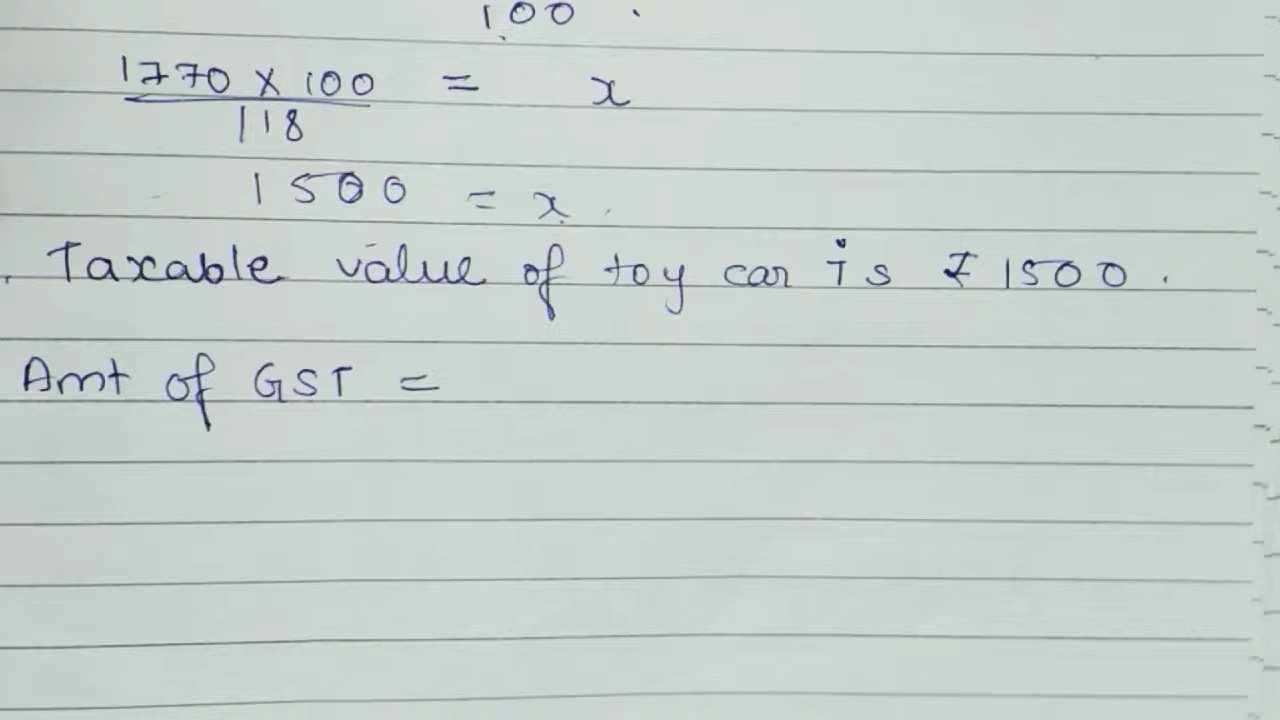 100 .
1770 × 100 = x
118
1500 = x.
. Taxable value of toy car is ₹ 1500 .
Amt of GST =